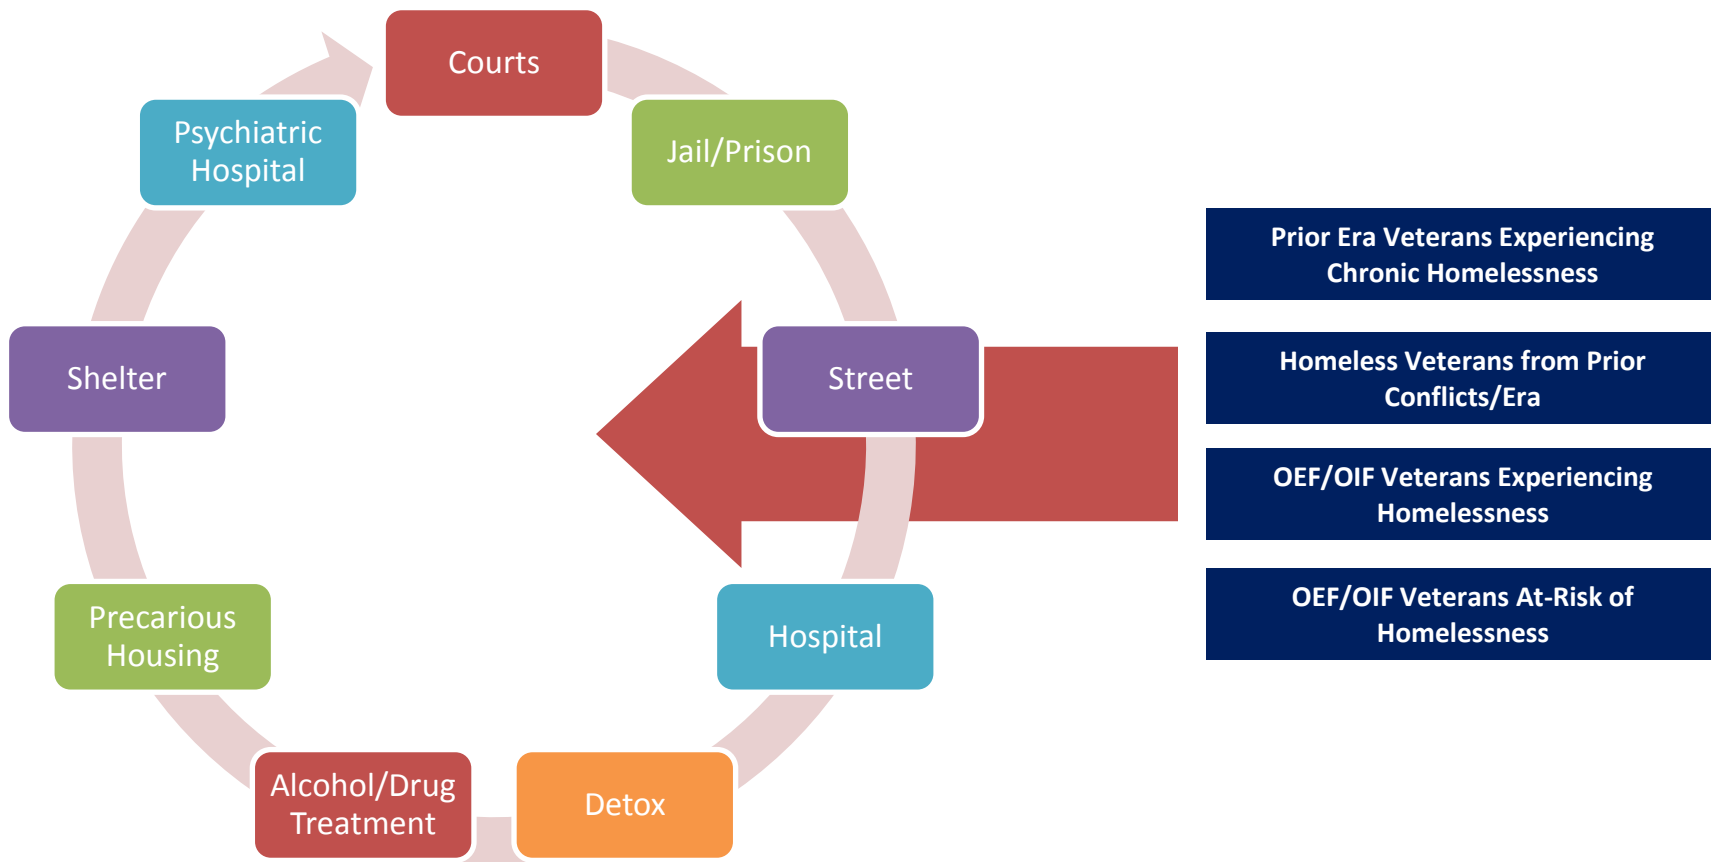 Courts
Jail/Prison
Street
Hospital
Detox
Alcohol/Drug
Treatment
Precarious
Housing
Shelter
Psychiatric
Hospital
Prior Era Veterans Experiencing
Chronic Homelessness
Homeless Veterans from Prior
Conflicts/Era
OEF/OIF Veterans Experiencing
Homelessness
OEF/OIF Veterans At-Risk of
Homelessness